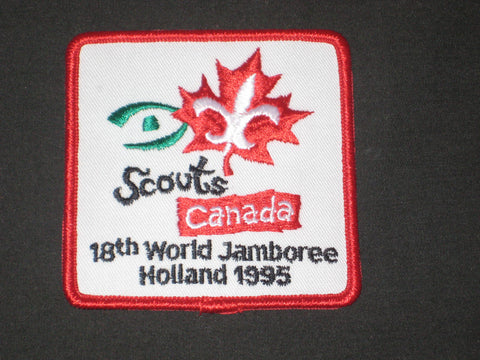 Scouts
Canada
18th World Jamboree
Holland 1995